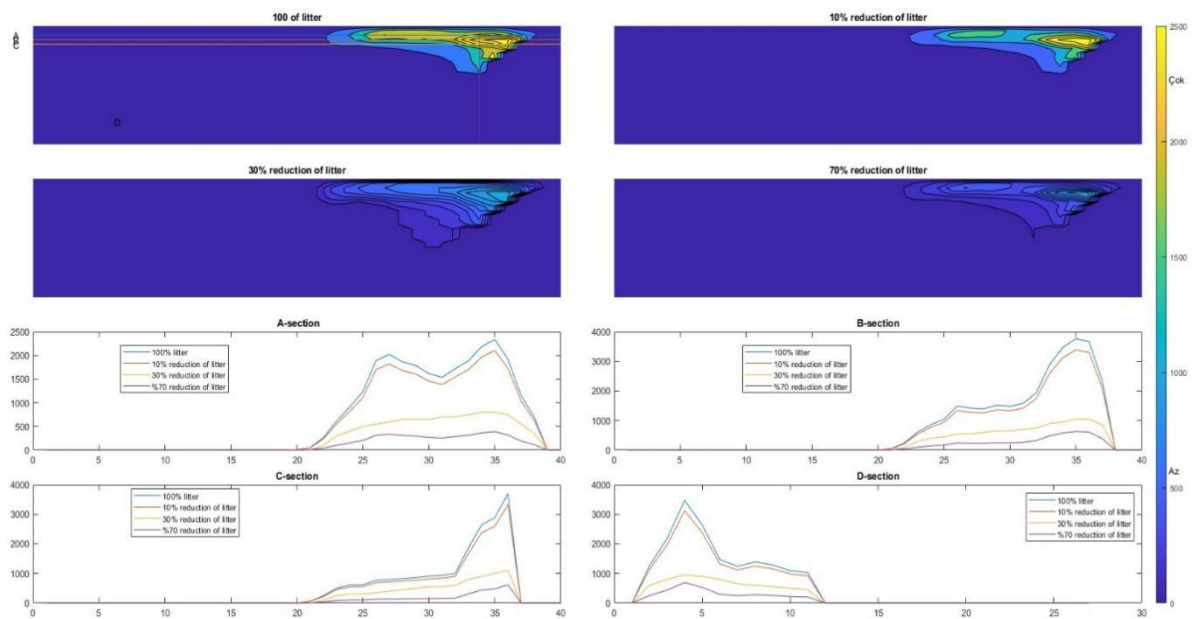 100 of litter
10% reduction of litter
A
B
C
D
30% reduction of litter
70% reduction of litter
2500
Çok
2000
1500
1000
Az
500
0
A-section
2500
2000
1500
1000
500
0
0 5 10 15 20 25 30 35 40
100% litter
10% reduction of litter
30% reduction of litter
%70 reduction of litter
B-section
4000
3000
2000
1000
0
0 5 10 15 20 25 30 35 40
100% litter
10% reduction of litter
30% reduction of litter
%70 reduction of litter
C-section
4000
3000
2000
1000
0
0 5 10 15 20 25 30 35 40
100% litter
10% reduction of litter
30% reduction of litter
%70 reduction of litter
D-section
4000
3000
2000
1000
0
0 5 10 15 20 25 30
100% litter
10% reduction of litter
30% reduction of litter
%70 reduction of litter